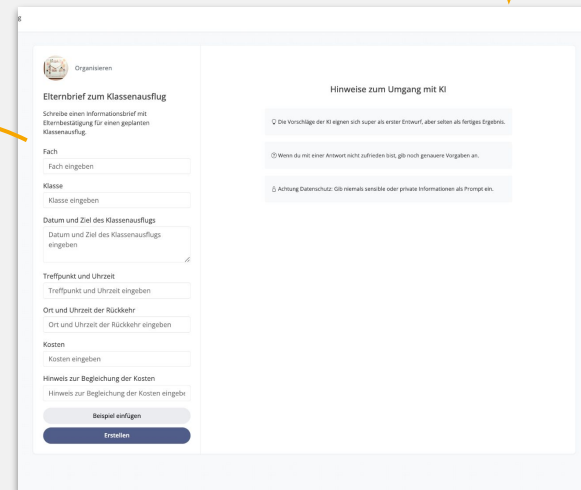 g
Organisieren
Elternbrief zum Klassenausflug
Schreibe einen Informationsbrief mit
Elternbestätigung für einen geplanten
Klassenausflug.
Fach
Fach eingeben
Klasse
Klasse eingeben
Datum und Ziel des Klassenausflugs
Datum und Ziel des Klassenausflugs
eingeben
Treffpunkt und Uhrzeit
Treffpunkt und Uhrzeit eingeben
Ort und Uhrzeit der Rückkehr
Ort und Uhrzeit der Rückkehr eingeben
Kosten
Kosten eingeben
Hinweis zur Begleichung der Kosten
Hinweis zur Begleichung der Kosten eingebe
Beispiel einfügen
Erstellen
Hinweise zum Umgang mit KI
Die Vorschläge der KI eignen sich super als erster Entwurf, aber selten als fertiges Ergebnis.
Wenn du mit einer Antwort nicht zufrieden bist, gib noch genauere Vorgaben an.
Achtung Datenschutz: Gib niemals sensible oder private Informationen als Prompt ein.